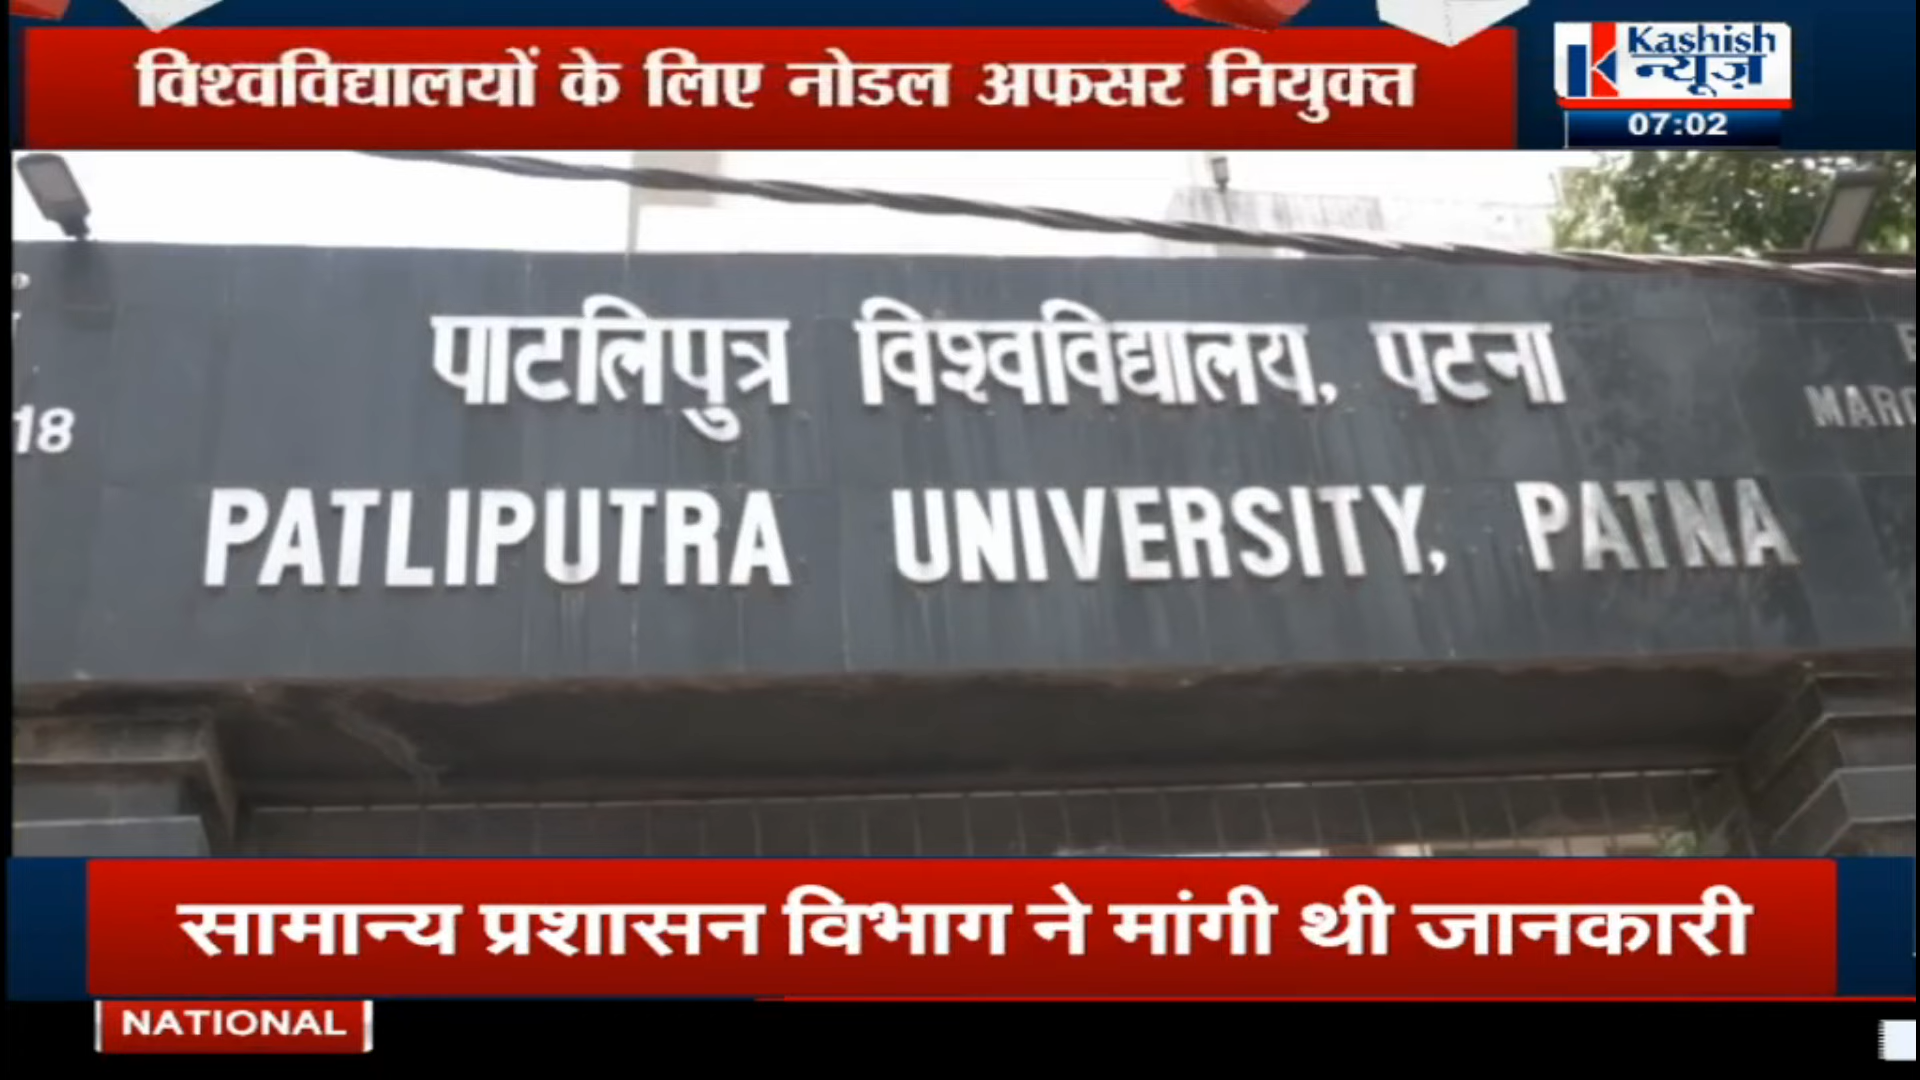 विश्वविद्यालयों के लिए नोडल अफसर नियुक्त
Kashish
न्यूज़
07:02
पाटलिपुत्र विश्वविद्यालय, पटना
18
PATLIPUTRA UNIVERSITY, PATNA
सामान्य प्रशासन विभाग ने मांगी थी जानकारी
NATIONAL